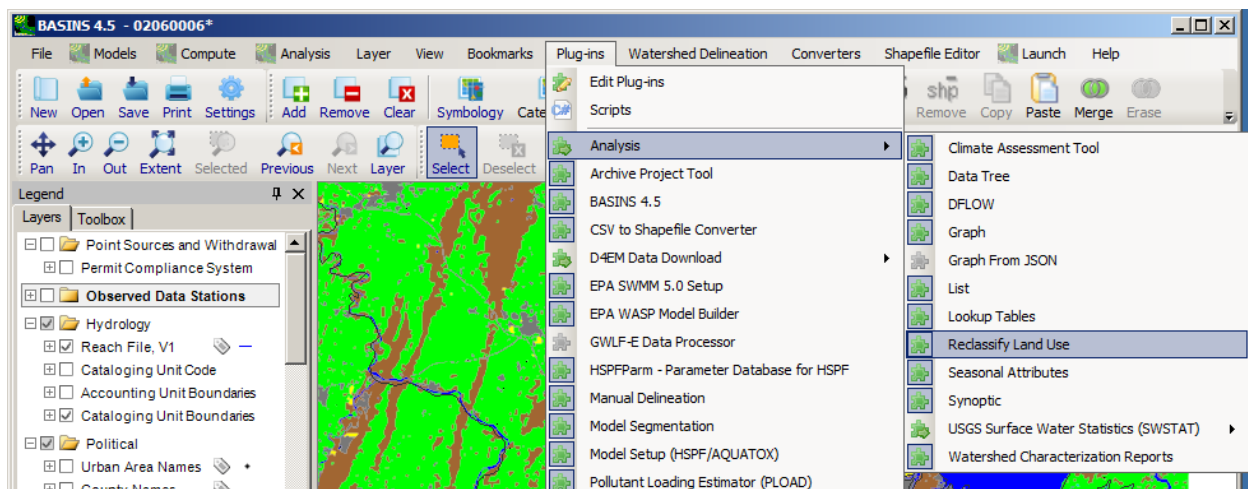 BASINS 4.5 - 02060006*
File Models Compute Analysis Layer View Bookmarks Plug-ins Watershed Delineation Converters Shapefile Editor Launch Help
New Open Save Print Settings Add Remove Clear Symbology Cate
shp
Remove Copy Paste Merge Erase
Pan In Out Extent Selected Previous Next Layer Select Deselect
Legend
Layers Toolbox
Point Sources and Withdrawal
Permit Compliance System
Observed Data Stations
Hydrology
Reach File, V1
Cataloging Unit Code
Accounting Unit Boundaries
Cataloging Unit Boundaries
Political
Urban Area Names
County Names
Edit Plug-ins
C#
Scripts
Analysis
Archive Project Tool
BASINS 4.5
CSV to Shapefile Converter
D4EM Data Download
EPA SWMM 5.0 Setup
EPA WASP Model Builder
GWLF-E Data Processor
HSPFParm - Parameter Database for HSPF
Manual Delineation
Model Segmentation
Model Setup (HSPF/AQUATOX)
Pollutant Loading Estimator (PLOAD)
Climate Assessment Tool
Data Tree
DFLOW
Graph
Graph From JSON
List
Lookup Tables
Reclassify Land Use
Seasonal Attributes
Synoptic
USGS Surface Water Statistics (SWSTAT)
Watershed Characterization Reports